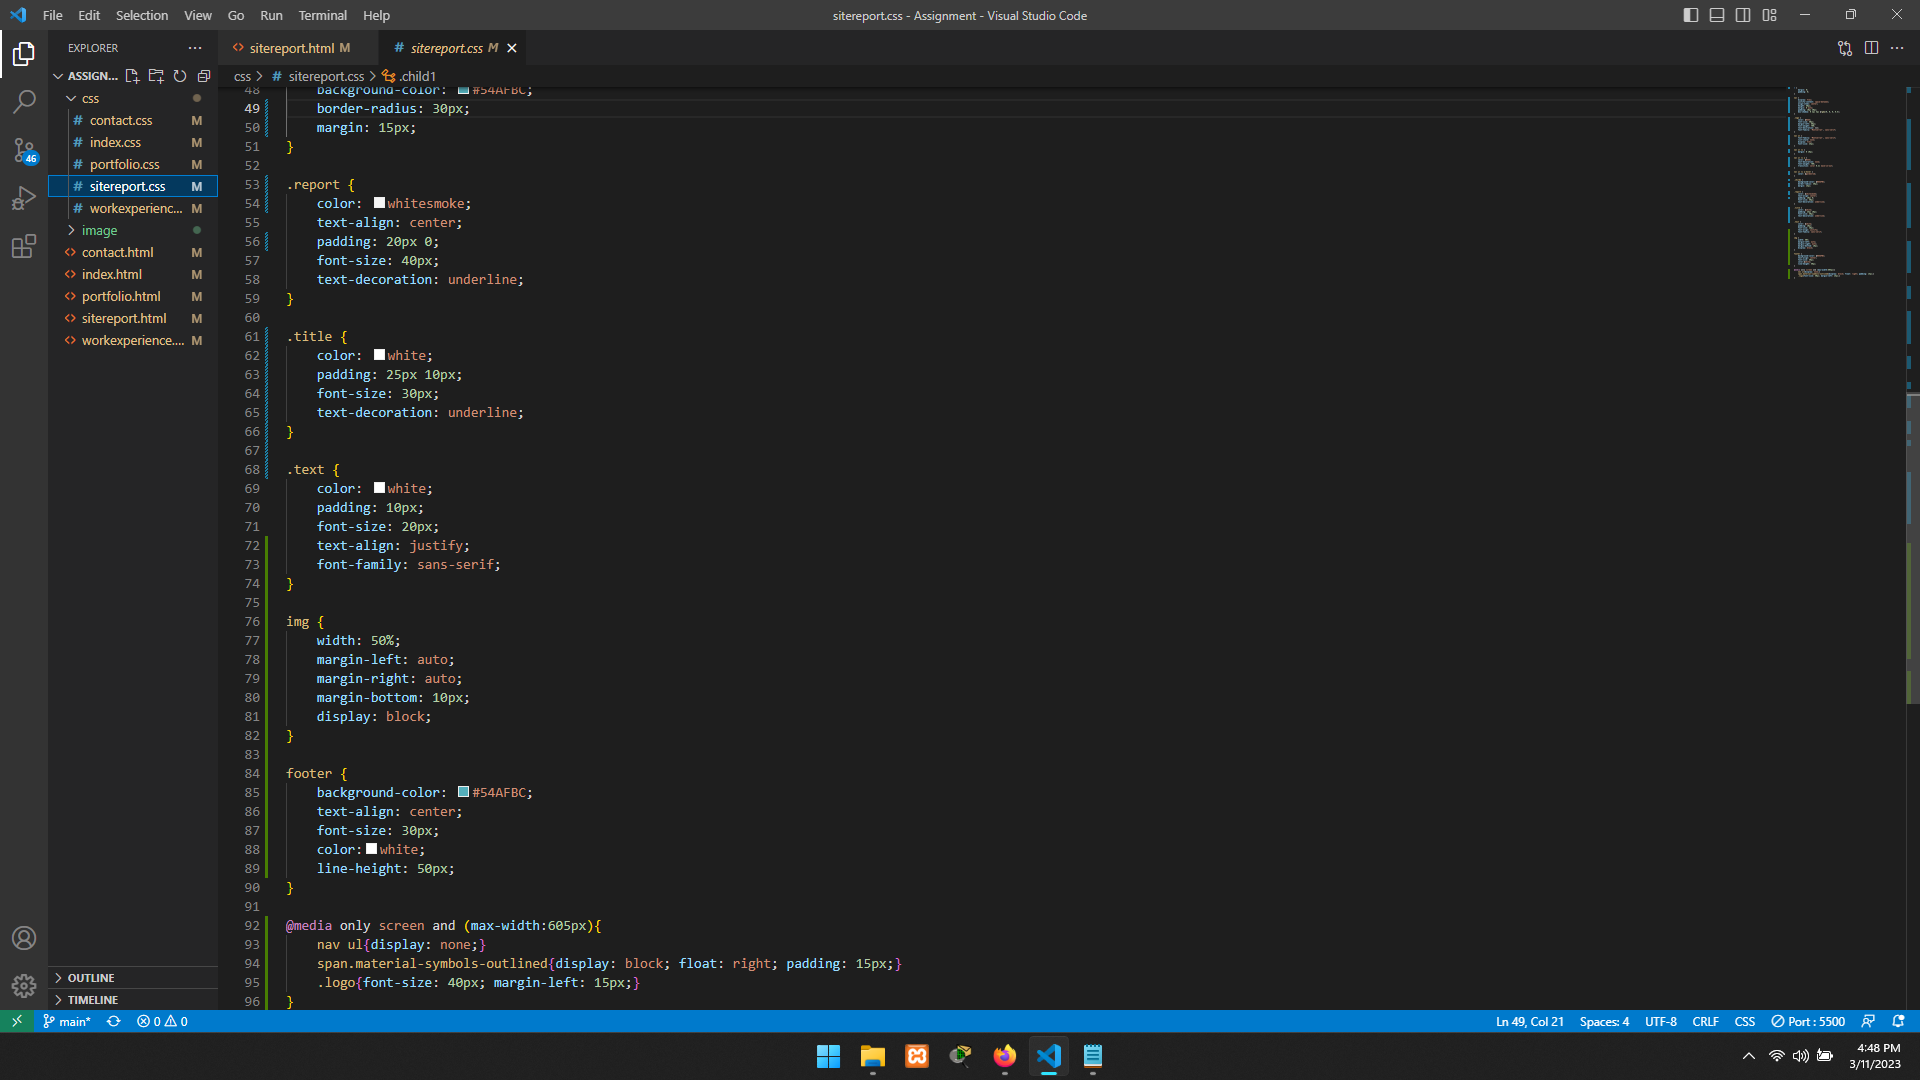 File Edit Selection View Go Run Terminal Help
sitereport.css - Assignment - Visual Studio Code
EXPLORER
ASSIGN...
css
# contact.css M
# index.css M
# portfolio.css M
# sitereport.css M
# workexperienc... M
image
<> contact.html M
<> index.html M
<> portfolio.html M
<> sitereport.html M
<> workexperience.... M
OUTLINE
TIMELINE
46
<> sitereport.html M
# sitereport.css M
css > # sitereport.css > .child1
48 background-color: #54AFBC;
49 border-radius: 30px;
50 margin: 15px;
51 }
52
53 .report {
54 color: whitesmoke;
55 text-align: center;
56 padding: 20px 0;
57 font-size: 40px;
58 text-decoration: underline;
59 }
60
61 .title {
62 color: white;
63 padding: 25px 10px;
64 font-size: 30px;
65 text-decoration: underline;
66 }
67
68 .text {
69 color: white;
70 padding: 10px;
71 font-size: 20px;
72 text-align: justify;
73 font-family: sans-serif;
74 }
75
76 img {
77 width: 50%;
78 margin-left: auto;
79 margin-right: auto;
80 margin-bottom: 10px;
81 display: block;
82 }
83
84 footer {
85 background-color: #54AFBC;
86 text-align: center;
87 font-size: 30px;
88 color: white;
89 line-height: 50px;
90 }
91
92 @media only screen and (max-width:605px){
93 nav ul{display: none;}
94 span.material-symbols-outlined{display: block; float: right; padding: 15px;}
95 .logo{font-size: 40px; margin-left: 15px;}
96 }
main* 0 0
Ln 49, Col 21 Spaces: 4 UTF-8 CRLF CSS Port : 5500
4:48 PM
3/11/2023